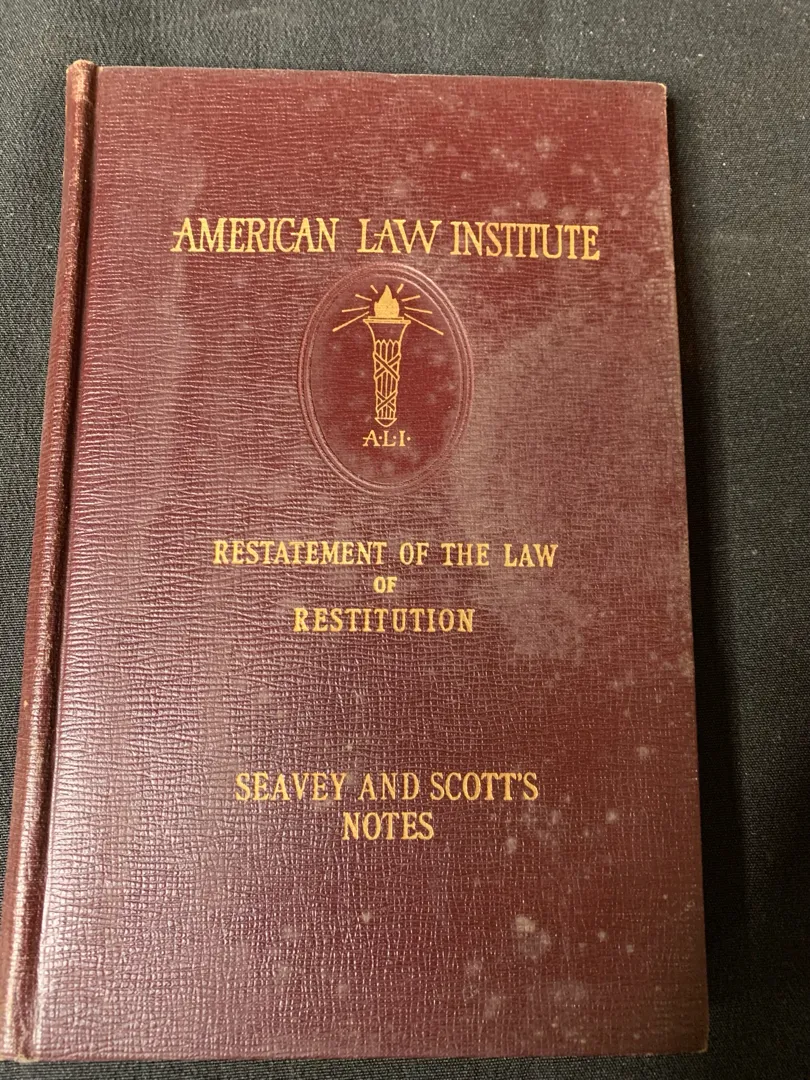 AMERICAN LAW INSTITUTE
A·L·I·
RESTATEMENT OF THE LAW
OF
RESTITUTION
SEAVEY AND SCOTT'S
NOTES